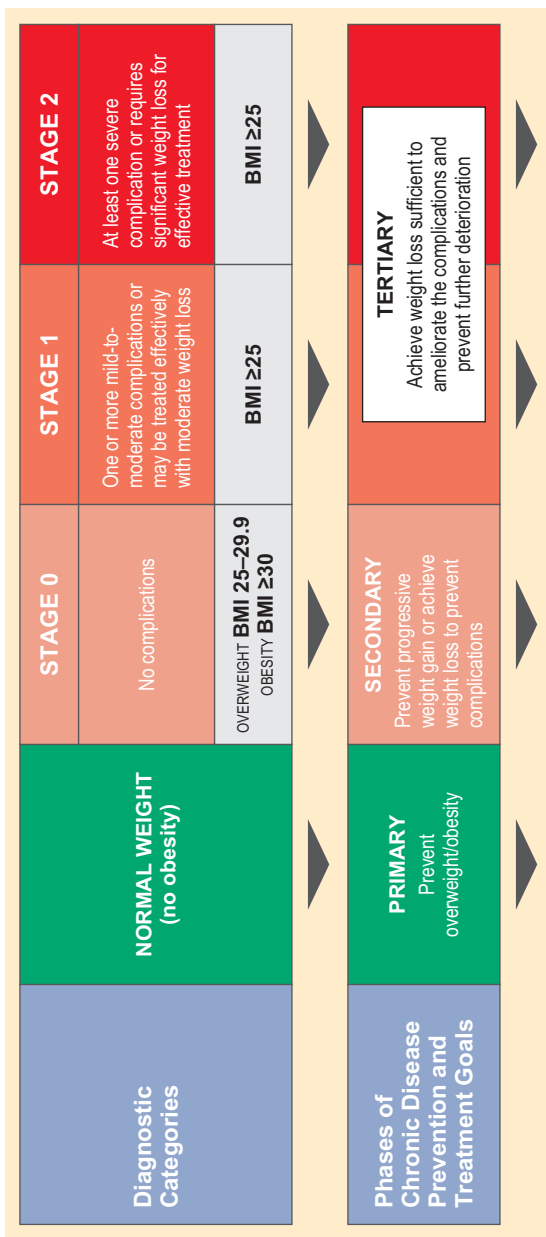 Diagnostic
Categories
NORMAL WEIGHT
(no obesity)
STAGE 0
No complications
OVERWEIGHT BMI 25–29.9
OBESITY BMI ≥30
STAGE 1
One or more mild-to-
moderate complications or
may be treated effectively
with moderate weight loss
BMI ≥25
STAGE 2
At least one severe
complication or requires
significant weight loss for
effective treatment
BMI ≥25
Phases of
Chronic Disease
Prevention and
Treatment Goals
PRIMARY
Prevent
overweight/obesity
SECONDARY
Prevent progressive
weight gain or achieve
weight loss to prevent
complications
TERTIARY
Achieve weight loss sufficient to
ameliorate the complications and
prevent further deterioration